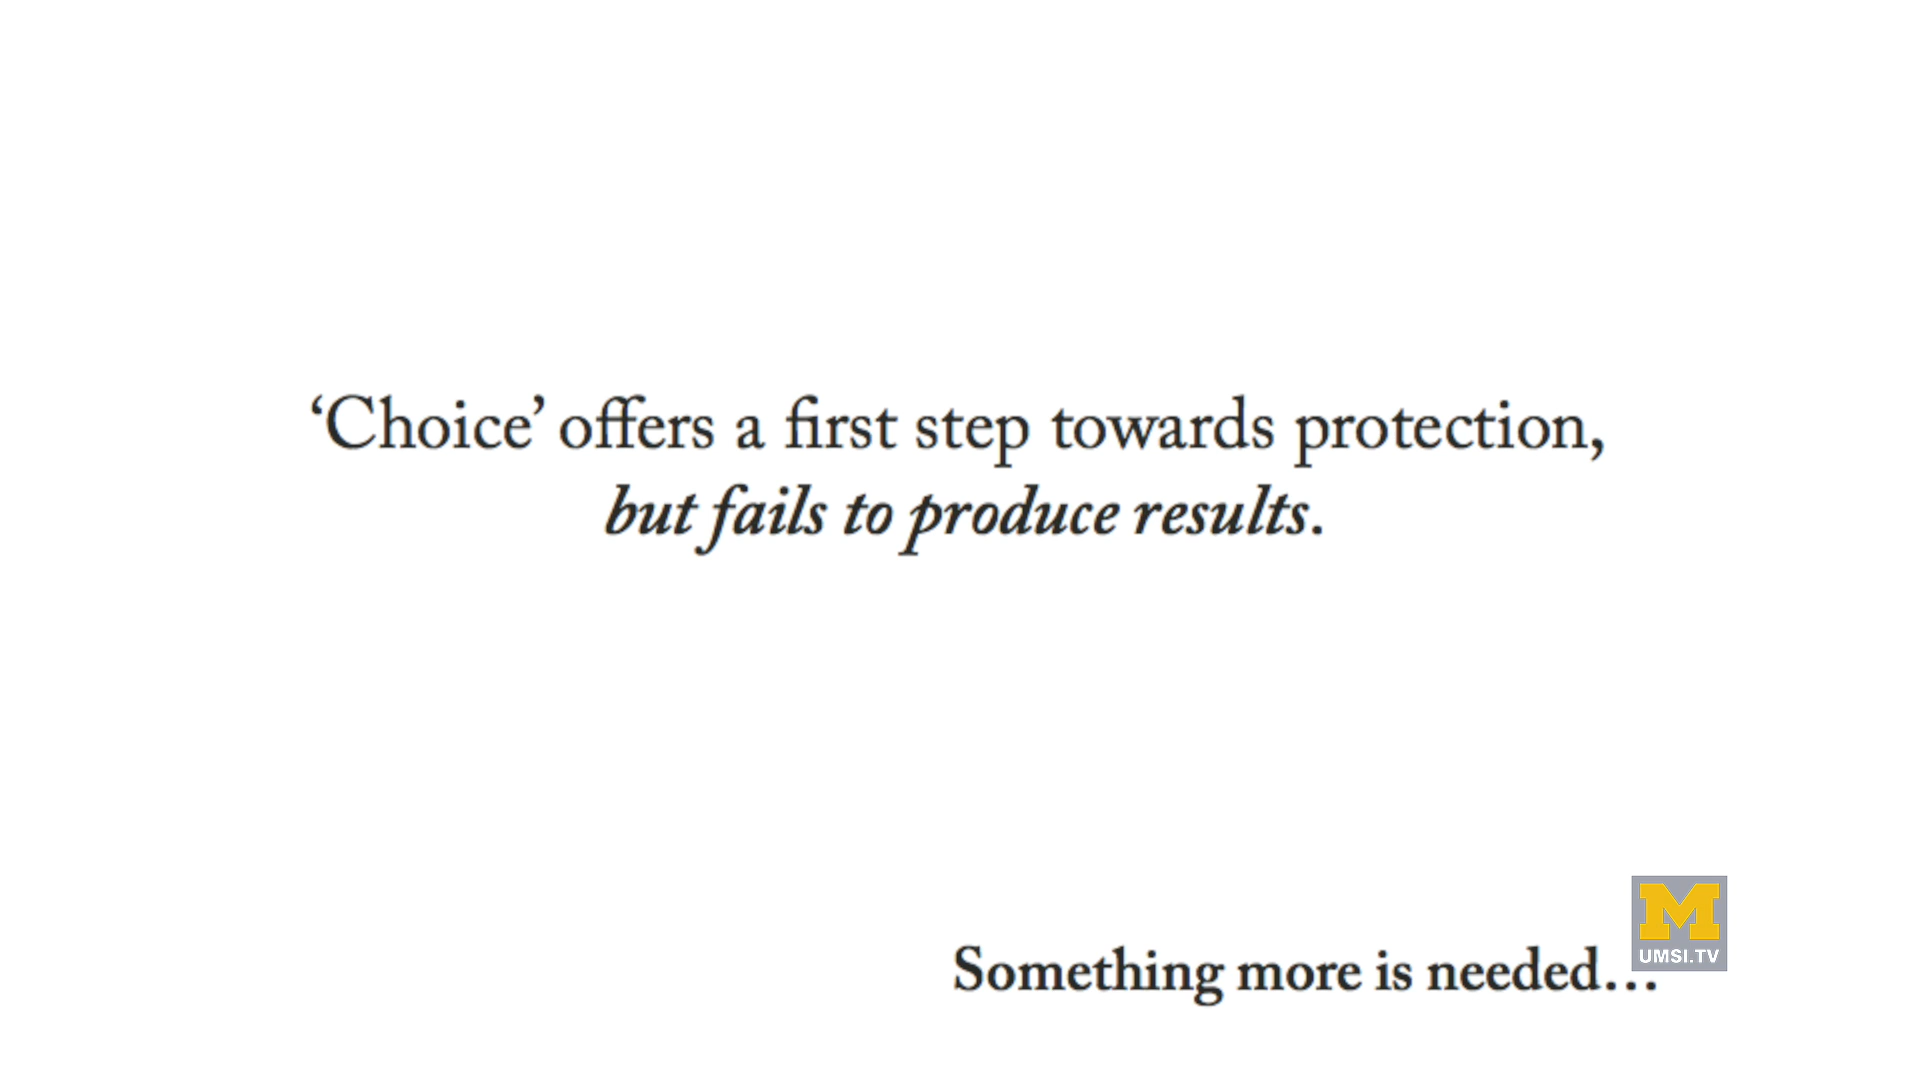 ‘Choice’ offers a first step towards protection,
but fails to produce results.
Something more is needed…
M
UMSI.TV